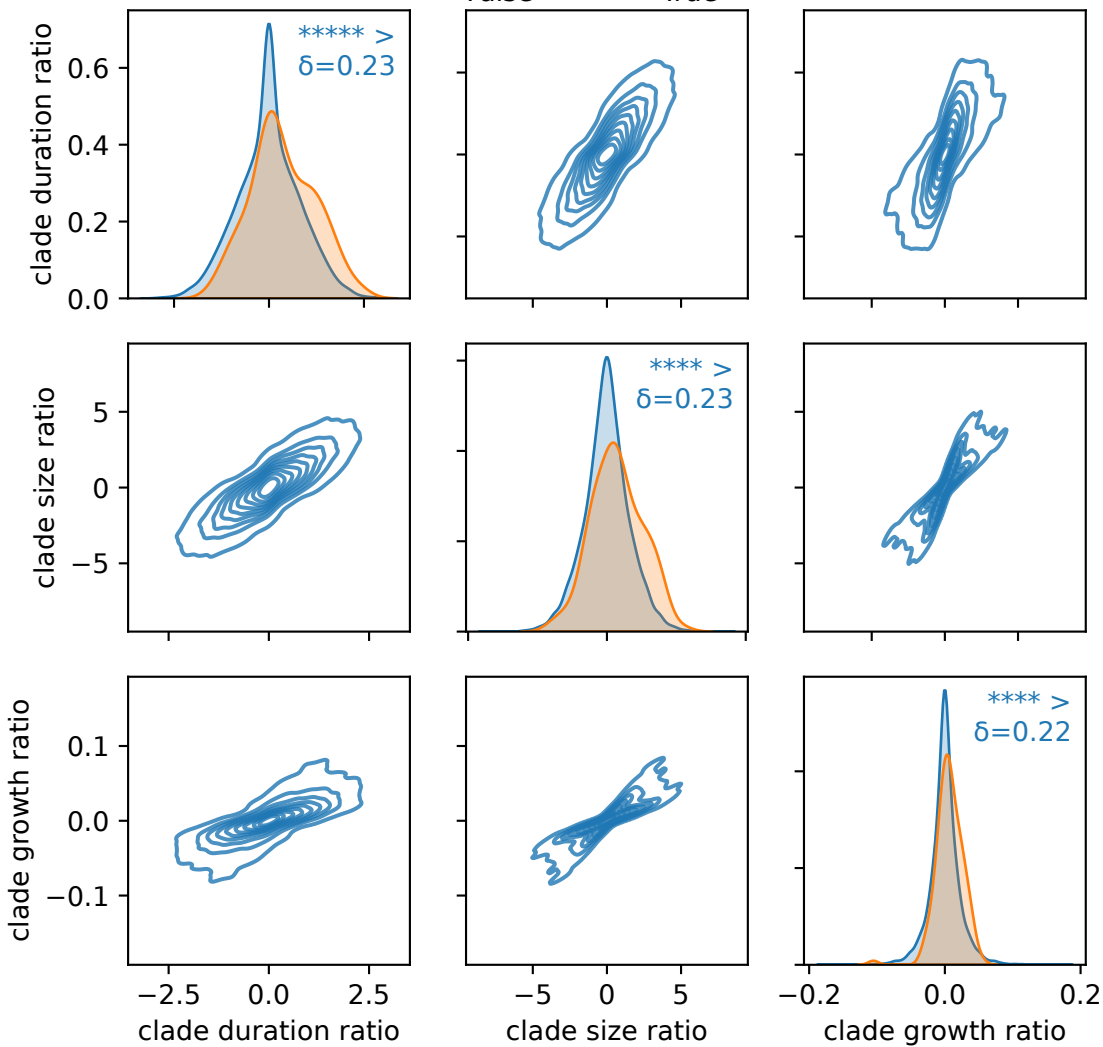 clade duration ratio
0.6
0.4
0.2
0.0
***** >
δ=0.23
clade size ratio
5
0
−5
**** >
δ=0.23
clade growth ratio
0.1
0.0
−0.1
**** >
δ=0.22
−2.5 0.0 2.5
−5 0 5
−0.2 0.0 0.2
clade duration ratio
clade size ratio
clade growth ratio